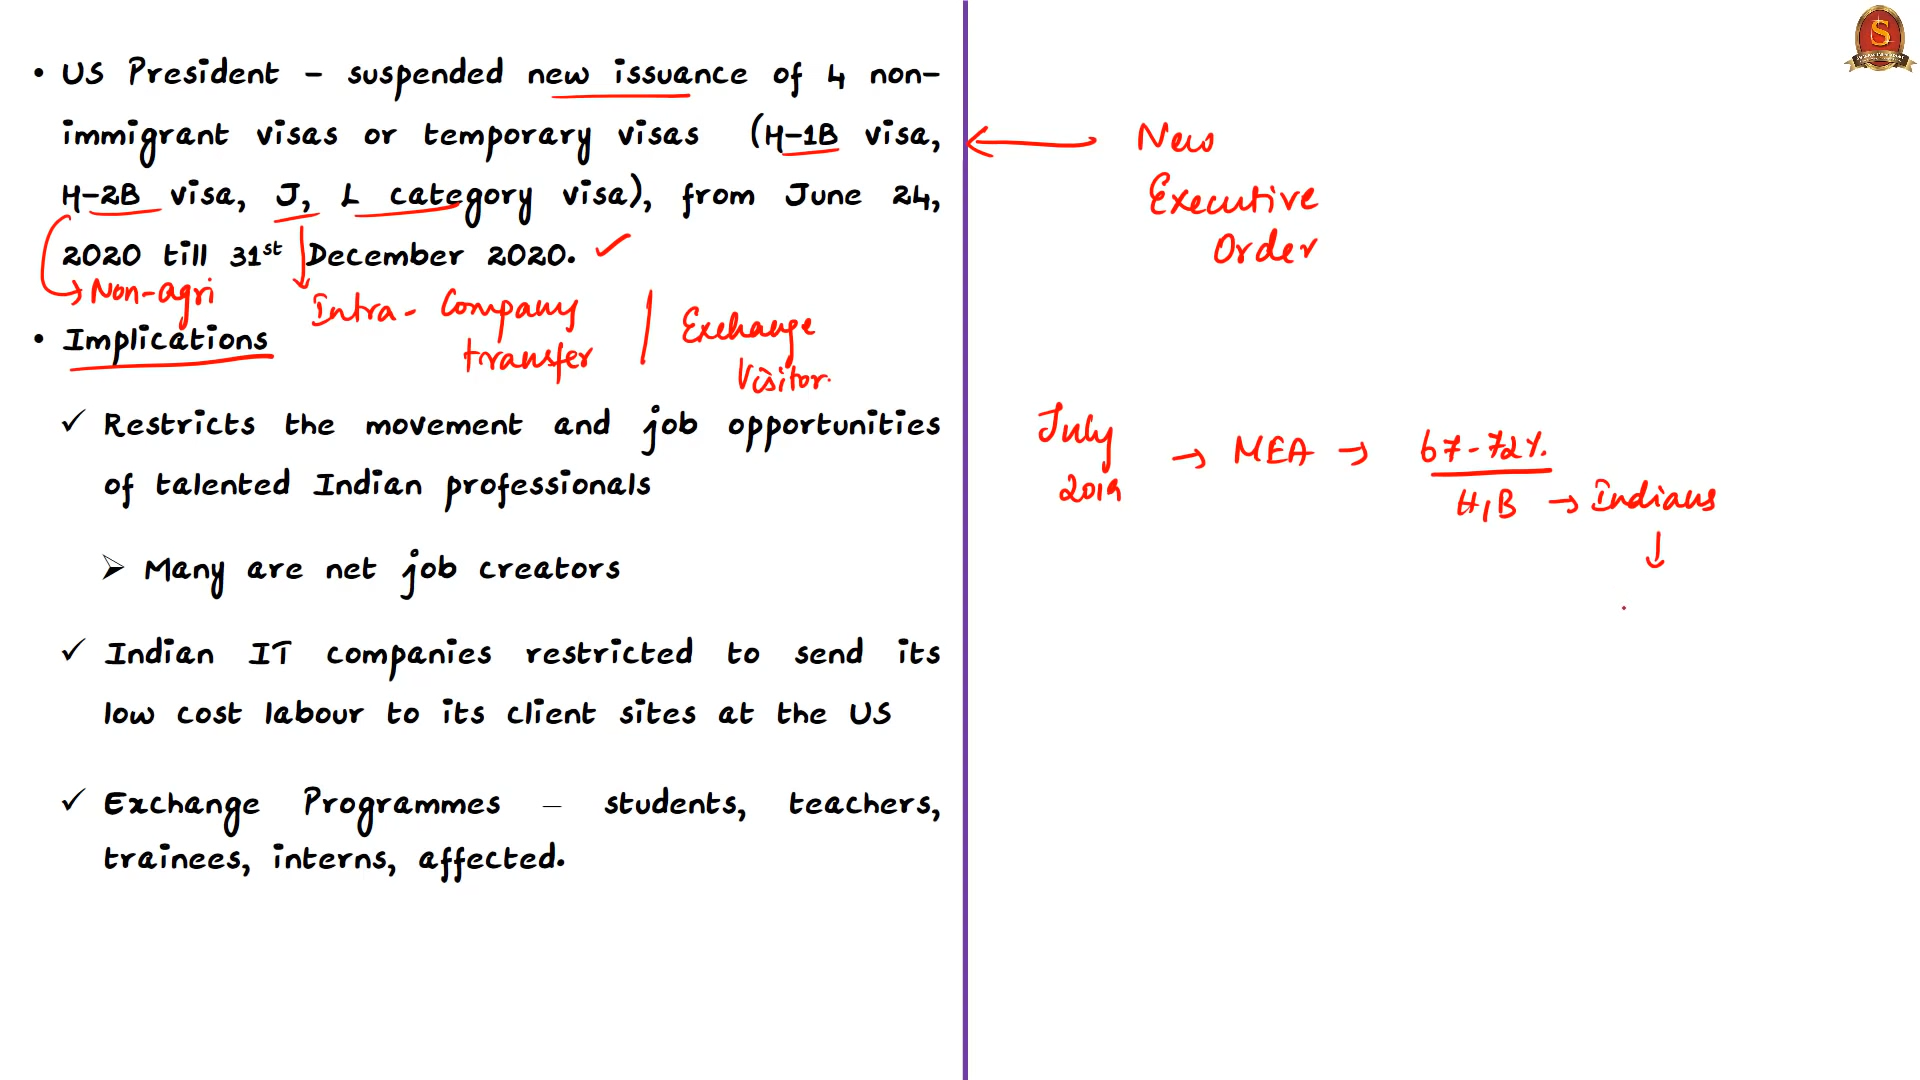 • US President – suspended new issuance of 4 non-
immigrant visas or temporary visas (H-1B visa,
H-2B visa, J, L category visa), from June 24,
2020 till 31st December 2020.
Non-agri
Intra-Company
transfer
Exchange
Visitor.
• Implications
✓ Restricts the movement and job opportunities
of talented Indian professionals
➢ Many are net job creators
✓ Indian IT companies restricted to send its
low cost labour to its client sites at the US
✓ Exchange Programmes – students, teachers,
trainees, interns, affected.
New
Executive
Order
July
2019
→ MEA → 67-72%.
H1B → Indians
S